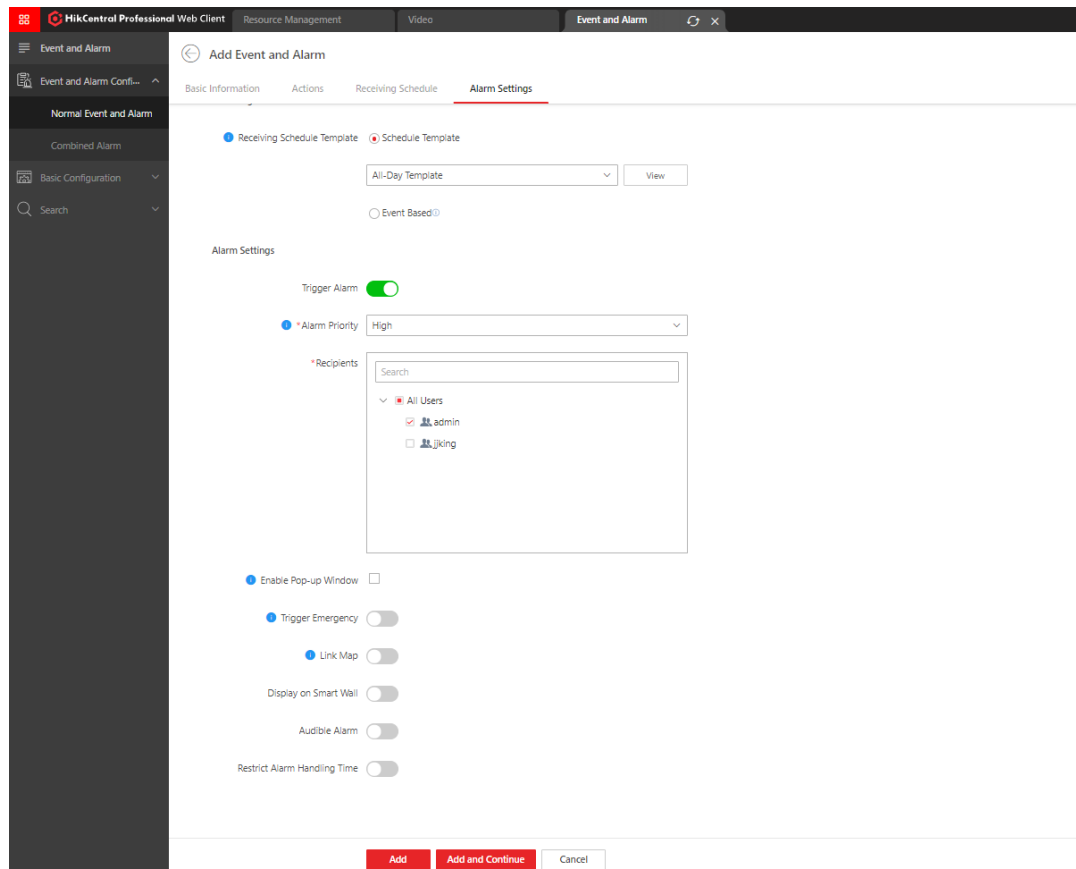 HikCentral Professional Web Client
Resource Management
Video
Event and Alarm
Event and Alarm
Event and Alarm Confi...
Normal Event and Alarm
Combined Alarm
Basic Configuration
Search
Add Event and Alarm
Basic Information
Actions
Receiving Schedule
Alarm Settings
Receiving Schedule Template
Schedule Template
All-Day Template
View
Event Based
Alarm Settings
Trigger Alarm
*Alarm Priority
High
*Recipients
Search
All Users
admin
jjking
Enable Pop-up Window
Trigger Emergency
Link Map
Display on Smart Wall
Audible Alarm
Restrict Alarm Handling Time
Add
Add and Continue
Cancel